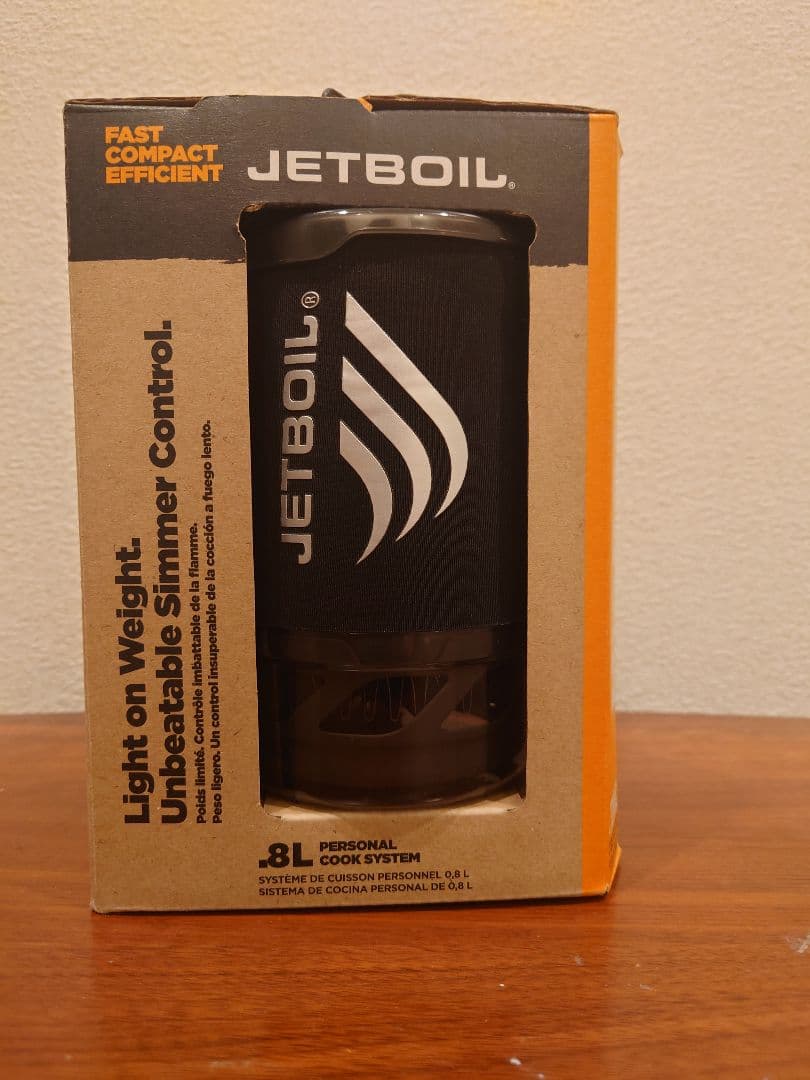 FAST
COMPACT
EFFICIENT
JETBOIL®
JETBOIL®
Light on Weight.
Unbeatable Simmer Control.
Poids limité. Contrôle imbattable de la flamme.
Peso ligero. Un control insuperable de la cocción a fuego lento.
.8L PERSONAL
COOK SYSTEM
SYSTÈME DE CUISSON PERSONNEL 0,8 L
SISTEMA DE COCINA PERSONAL DE 0,8 L